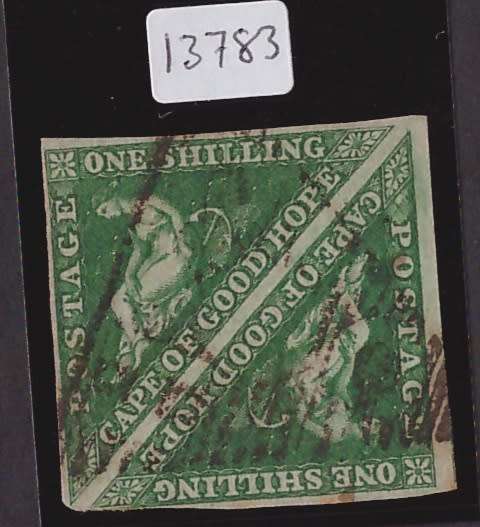 13783
ONE SHILLING
POSTAGE
CAPE OF GOOD HOPE
CAPE OF GOOD HOPE
POSTAGE
ONE SHILLING